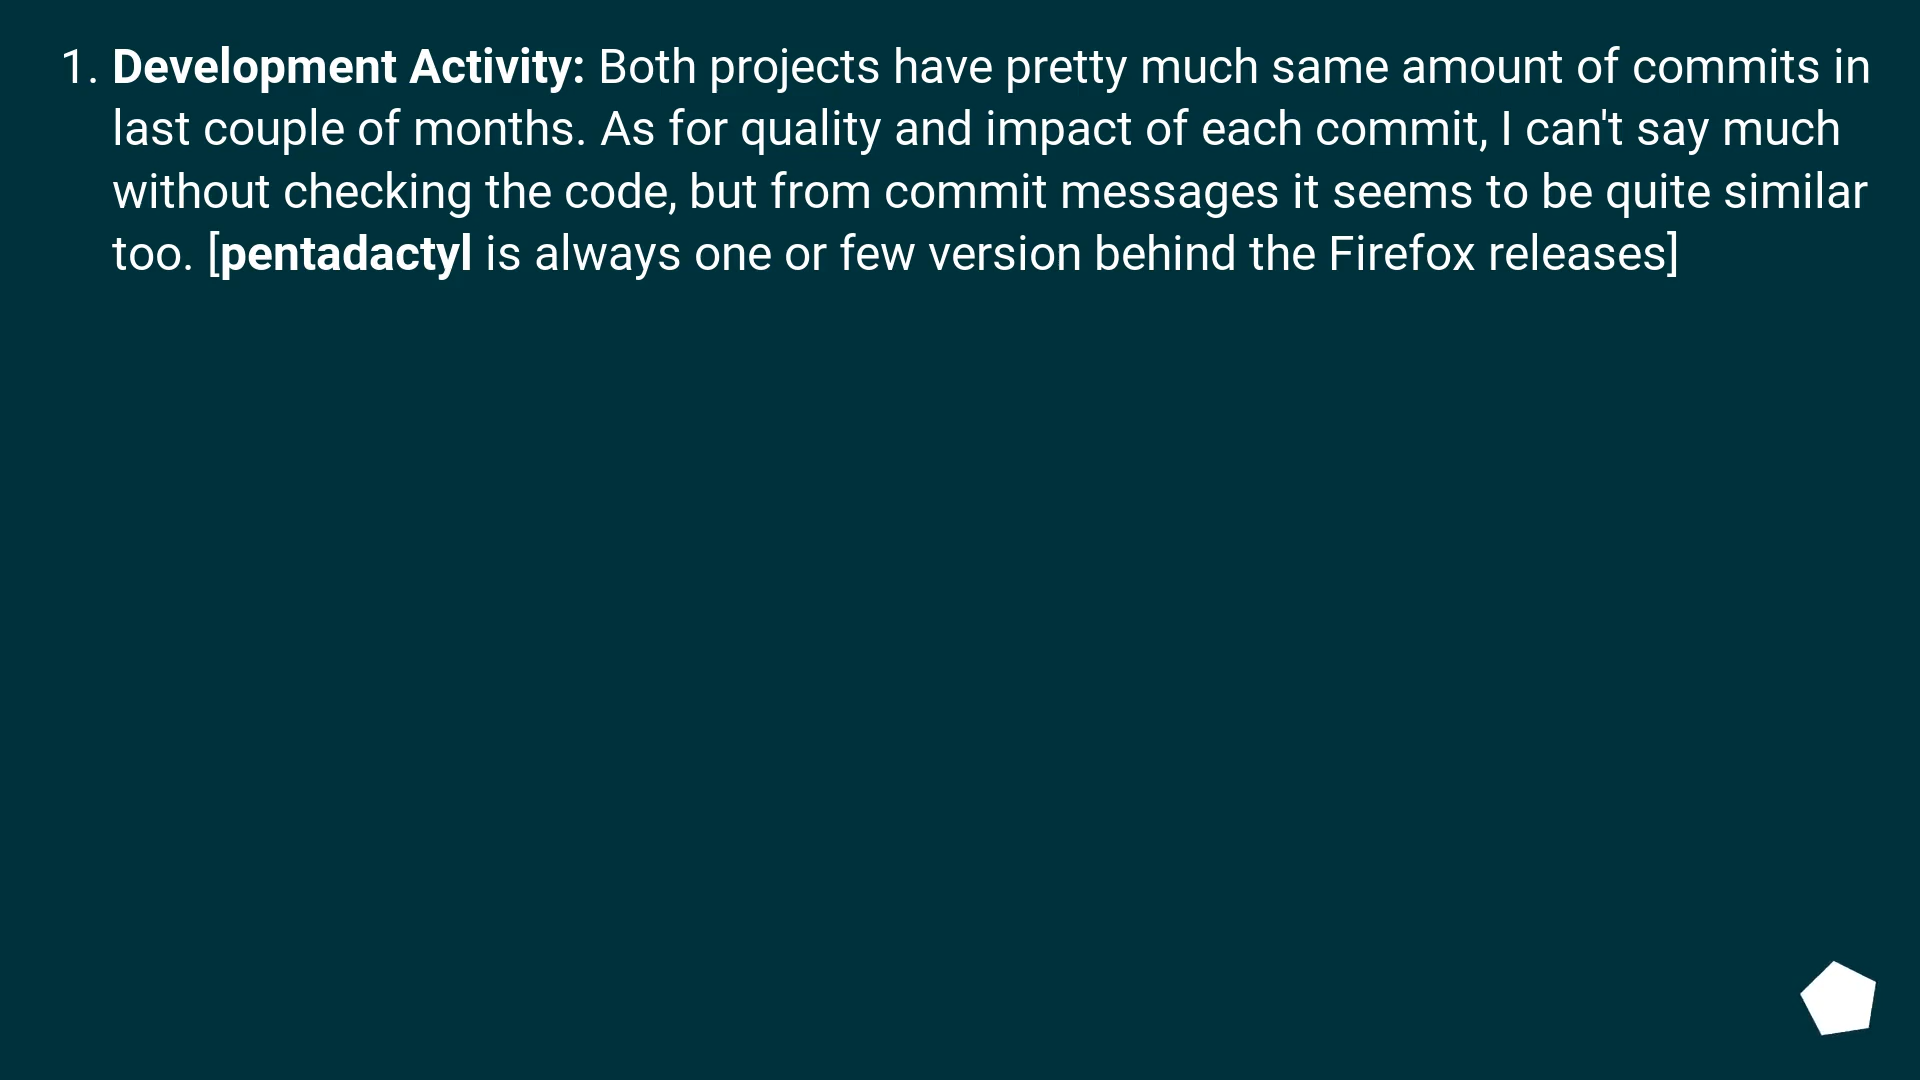 1. Development Activity: Both projects have pretty much same amount of commits in
last couple of months. As for quality and impact of each commit, I can't say much
without checking the code, but from commit messages it seems to be quite similar
too. [pentadactyl is always one or few version behind the Firefox releases]